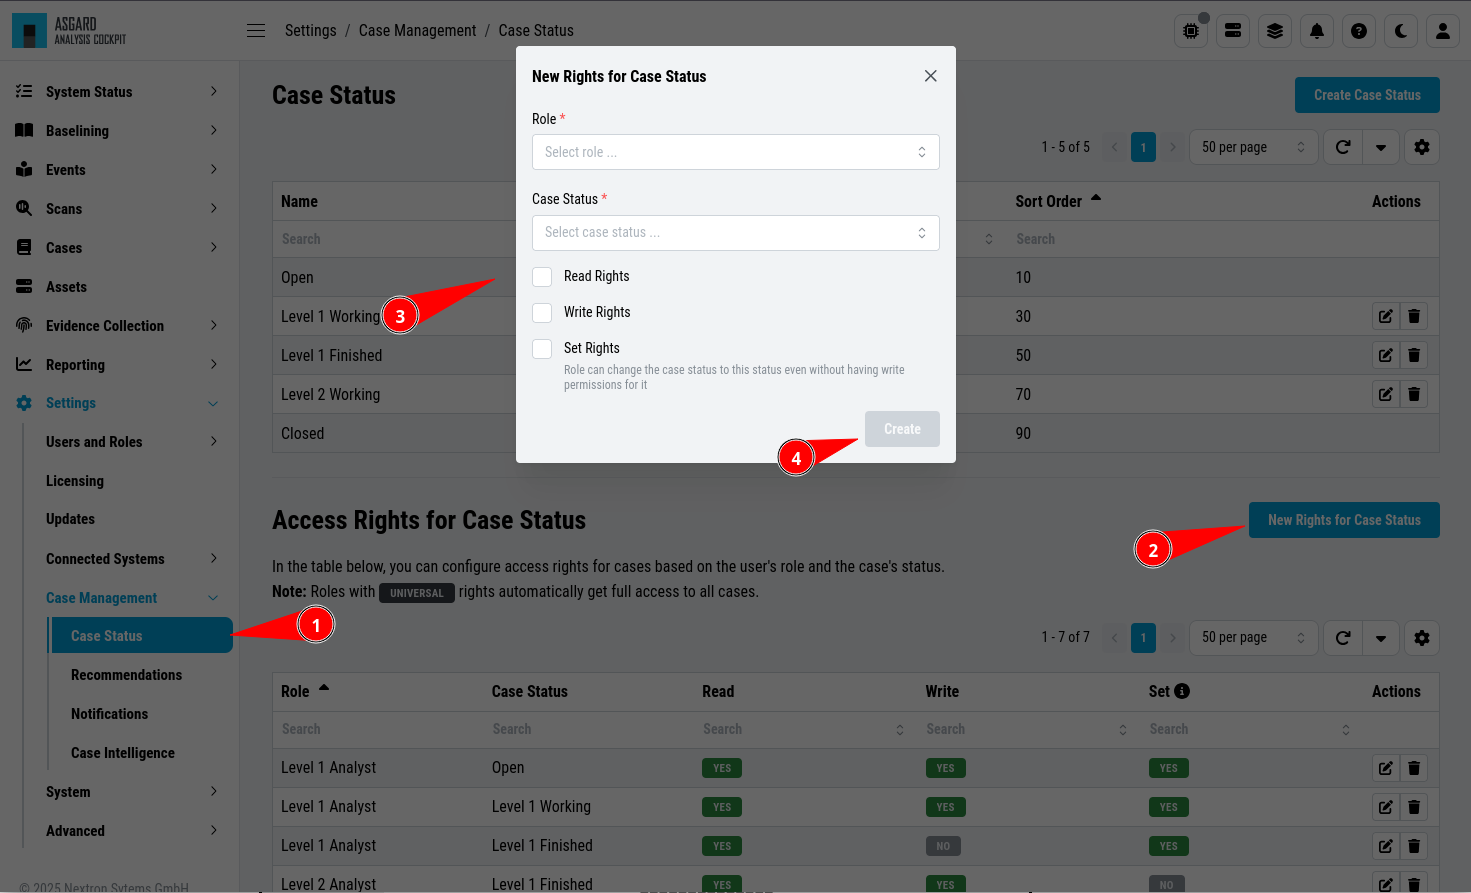 ASGARD
ANALYSIS COCKPIT
Settings / Case Management / Case Status
System Status
Baselining
Events
Scans
Cases
Assets
Evidence Collection
Reporting
Settings
Users and Roles
Licensing
Updates
Connected Systems
Case Management
Case Status
Recommendations
Notifications
Case Intelligence
System
Advanced
© 2025 Nextron Sytems GmbH
Case Status
Create Case Status
1 - 5 of 5
1
50 per page
Name
Sort Order
Actions
Search
Search
Open
10
Level 1 Working
30
Level 1 Finished
50
Level 2 Working
70
Closed
90
New Rights for Case Status
Role *
Select role ...
Case Status *
Select case status ...
Read Rights
Write Rights
Set Rights
Role can change the case status to this status even without having write
permissions for it
Create
3
4
Access Rights for Case Status
New Rights for Case Status
2
In the table below, you can configure access rights for cases based on the user's role and the case's status.
Note: Roles with UNIVERSAL rights automatically get full access to all cases.
1
1 - 7 of 7
1
50 per page
Role Case Status Read Write Set Actions
Search Search Search Search Search
Level 1 Analyst Open YES YES YES
Level 1 Analyst Level 1 Working YES YES YES
Level 1 Analyst Level 1 Finished YES NO YES
Level 2 Analyst Level 1 Finished YES YES NO